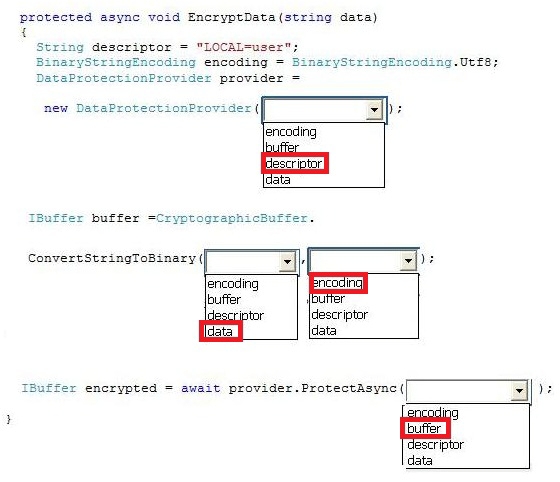 protected async void EncryptData(string data)
{
String descriptor = "LOCAL=user";
BinaryStringEncoding encoding = BinaryStringEncoding.Utf8;
DataProtectionProvider provider =
new DataProtectionProvider( );
encoding
buffer
descriptor
data
IBuffer buffer =CryptographicBuffer.
ConvertStringToBinary( , );
encoding encoding
buffer buffer
descriptor descriptor
data data
IBuffer encrypted = await provider.ProtectAsync( );
encoding
buffer
descriptor
data
}